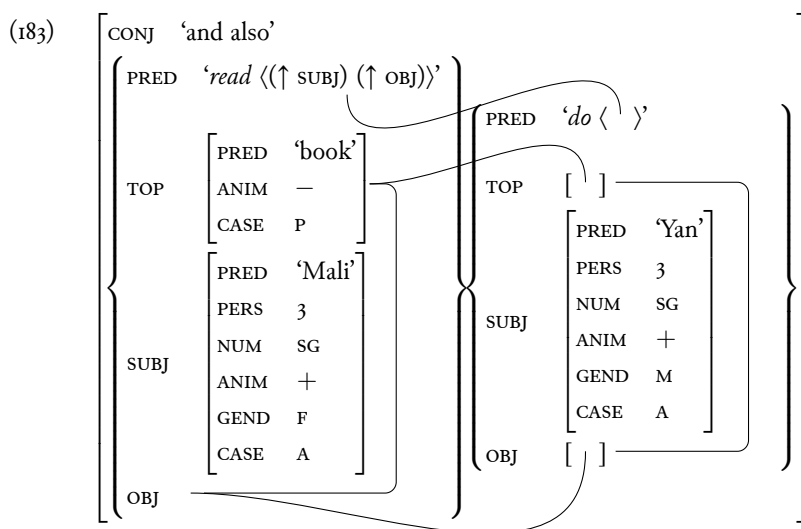 (183)
CONJ ‘and also’
PRED ‘read ⟨(↑ SUBJ) (↑ OBJ)⟩’
TOP
PRED ‘book’
ANIM −
CASE P
SUBJ
PRED ‘Mali’
PERS 3
NUM SG
ANIM +
GEND F
CASE A
OBJ
PRED ‘do ⟨ ⟩’
TOP [ ]
SUBJ
PRED ‘Yan’
PERS 3
NUM SG
ANIM +
GEND M
CASE A
OBJ [ ]